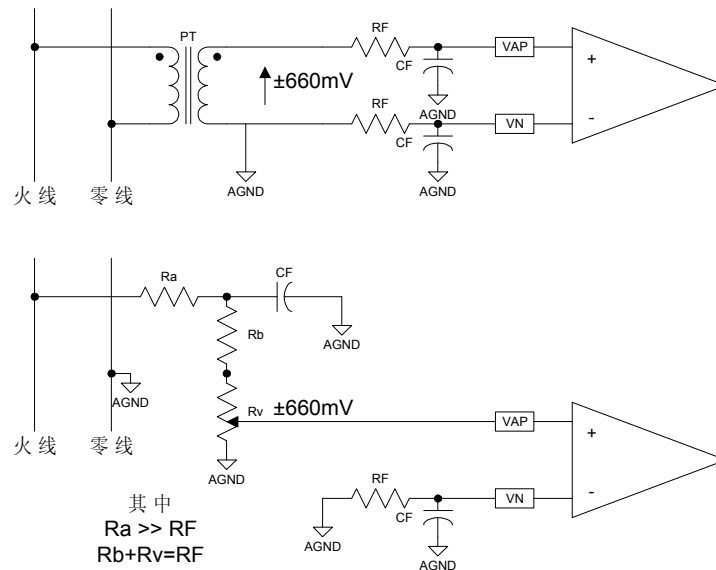 PT
RF
CF
VAP
+
AGND
±660mV
RF
CF
VN
-
AGND
AGND
火线
零线
Ra
CF
AGND
Rb
AGND
Rv
±660mV
VAP
+
火线
零线
AGND
其中
Ra >> RF
Rb+Rv=RF
RF
CF
VN
-
AGND
AGND